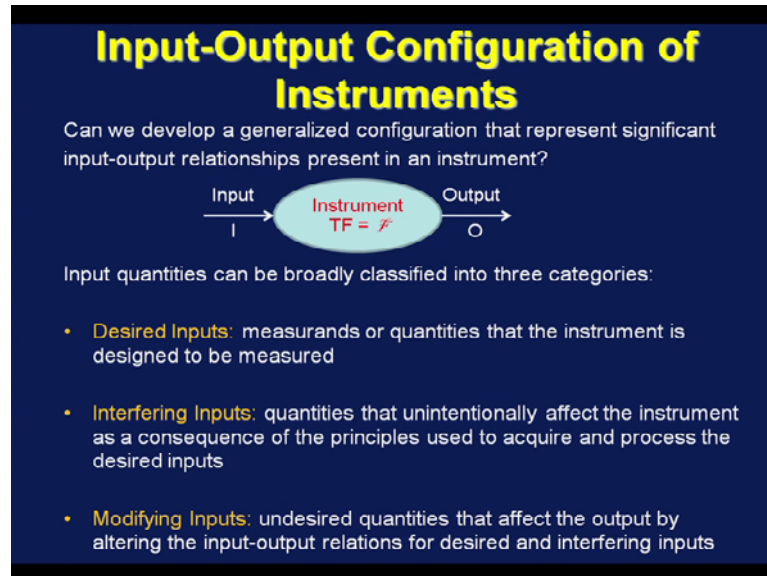 Input-Output Configuration of
Instruments
Can we develop a generalized configuration that represent significant
input-output relationships present in an instrument?
Input
I
Instrument
TF = ℱ
Output
O
Input quantities can be broadly classified into three categories:
• Desired Inputs: measurands or quantities that the instrument is
designed to be measured
• Interfering Inputs: quantities that unintentionally affect the instrument
as a consequence of the principles used to acquire and process the
desired inputs
• Modifying Inputs: undesired quantities that affect the output by
altering the input-output relations for desired and interfering inputs